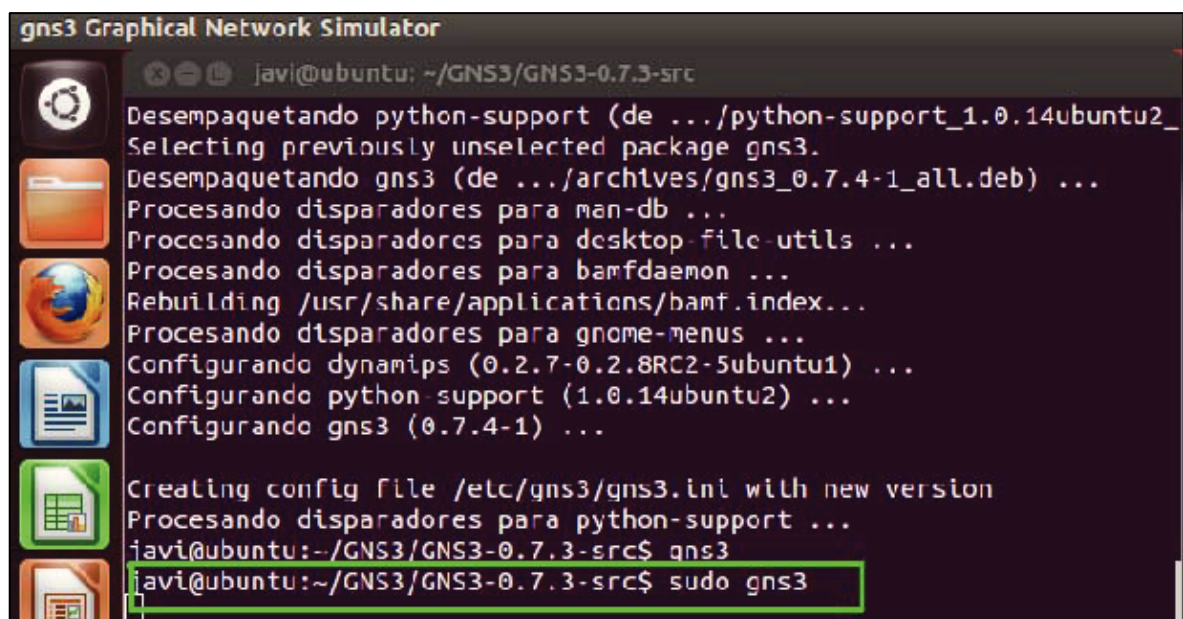 gns3 Graphical Network Simulator
javi@ubuntu: ~/GNS3/GNS3-0.7.3-src
Desempaquetando python-support (de .../python-support_1.0.14ubuntu2_
Selecting previously unselected package gns3.
Desempaquetando gns3 (de .../archives/gns3_0.7.4-1_all.deb) ...
Procesando disparadores para man-db ...
Procesando disparadores para desktop-file-utils ...
Procesando disparadores para bamfdaemon ...
Rebuilding /usr/share/applications/bamf.index...
Procesando disparadores para gnome-menus ...
Configurando dynamips (0.2.7-0.2.8RC2-5ubuntu1) ...
Configurando python-support (1.0.14ubuntu2) ...
Configurando gns3 (0.7.4-1) ...
Creating config file /etc/gns3/gns3.ini with new version
Procesando disparadores para python-support ...
javi@ubuntu:~/GNS3/GNS3-0.7.3-src$ gns3
javi@ubuntu:~/GNS3/GNS3-0.7.3-src$ sudo gns3